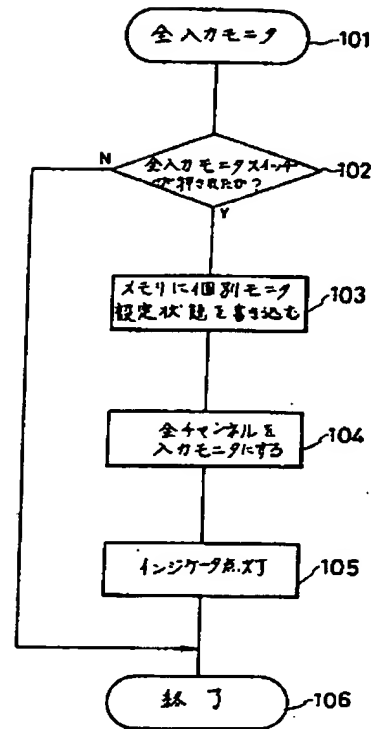 全入力モニタ
101
N
全入力モニタスイッチ
が押されたか?
102
Y
メモリに個別モニタ
設定状態を書き込む
103
全チャンネルを
入力モニタにする
104
インジケータ点灯
105
終了
106